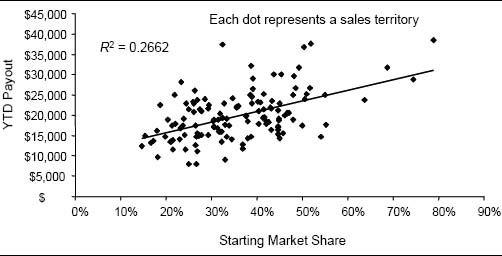 Each dot represents a sales territory
R² = 0.2662
YTD Payout
$45,000
$40,000
$35,000
$30,000
$25,000
$20,000
$15,000
$10,000
$5,000
$
0% 10% 20% 30% 40% 50% 60% 70% 80% 90%
Starting Market Share